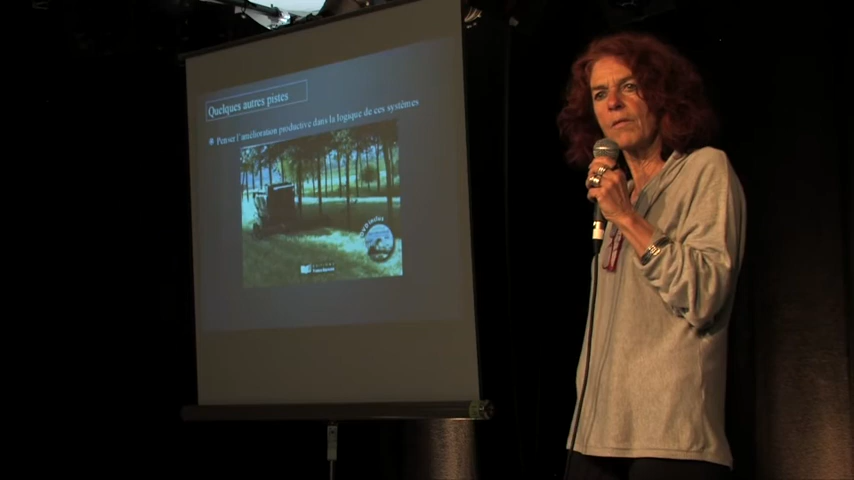 Quelques autres pistes
Penser l'amélioration productive dans la logique de ces systèmes